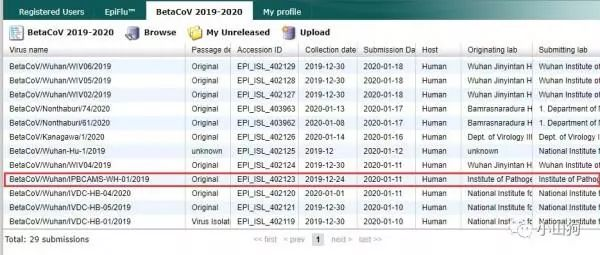 Registered Users EpiFlu™ BetaCoV 2019-2020 My profile
BetaCoV 2019-2020 Browse My Unreleased Upload
Virus name Passage de Accession ID Collection date Submission Da Host Originating lab Submitting lab
BetaCoV/Wuhan/WIV06/2019 Original EPI_ISL_402129 2019-12-30 2020-01-18 Human Wuhan Jinyintan H Wuhan Institute of
BetaCoV/Wuhan/WIV05/2019 Original EPI_ISL_402128 2019-12-30 2020-01-18 Human Wuhan Jinyintan H Wuhan Institute of
BetaCoV/Wuhan/WIV02/2019 Original EPI_ISL_402127 2019-12-30 2020-01-18 Human Wuhan Jinyintan H Wuhan Institute of
BetaCoV/Nonthaburi/74/2020 Original EPI_ISL_403963 2020-01-13 2020-01-17 Human Bamrasnaradura H 1. Department of M
BetaCoV/Nonthaburi/61/2020 Original EPI_ISL_403962 2020-01-08 2020-01-17 Human Bamrasnaradura H 1. Department of N
BetaCoV/Kanagawa/1/2020 Original EPI_ISL_402126 2020-01-14 2020-01-16 Human Dept. of Virology III Dept. of Virology III
BetaCoV/Wuhan-Hu-1/2019 unknown EPI_ISL_402125 2019-12 2020-01-12 Human unknown National Institute f
BetaCoV/Wuhan/WIV04/2019 Original EPI_ISL_402124 2019-12-30 2020-01-11 Human Wuhan Jinyintan H Wuhan Institute of
BetaCoV/Wuhan/IPBCAMS-WH-01/2019 Original EPI_ISL_402123 2019-12-24 2020-01-11 Human Institute of Pathoge Institute of Pathog
BetaCoV/Wuhan/IVDC-HB-04/2020 Original EPI_ISL_402120 2020-01-01 2020-01-11 Human National Institute fo National Institute f
BetaCoV/Wuhan/IVDC-HB-05/2019 Original EPI_ISL_402121 2019-12-30 2020-01-11 Human National Institute fo National Institute f
BetaCoV/Wuhan/IVDC-HB-01/2019 Virus Isolat EPI_ISL_402119 2019-12-30 2020-01-11 Human National
Total: 29 submissions << first < prev 1 next > last >>
小山狗